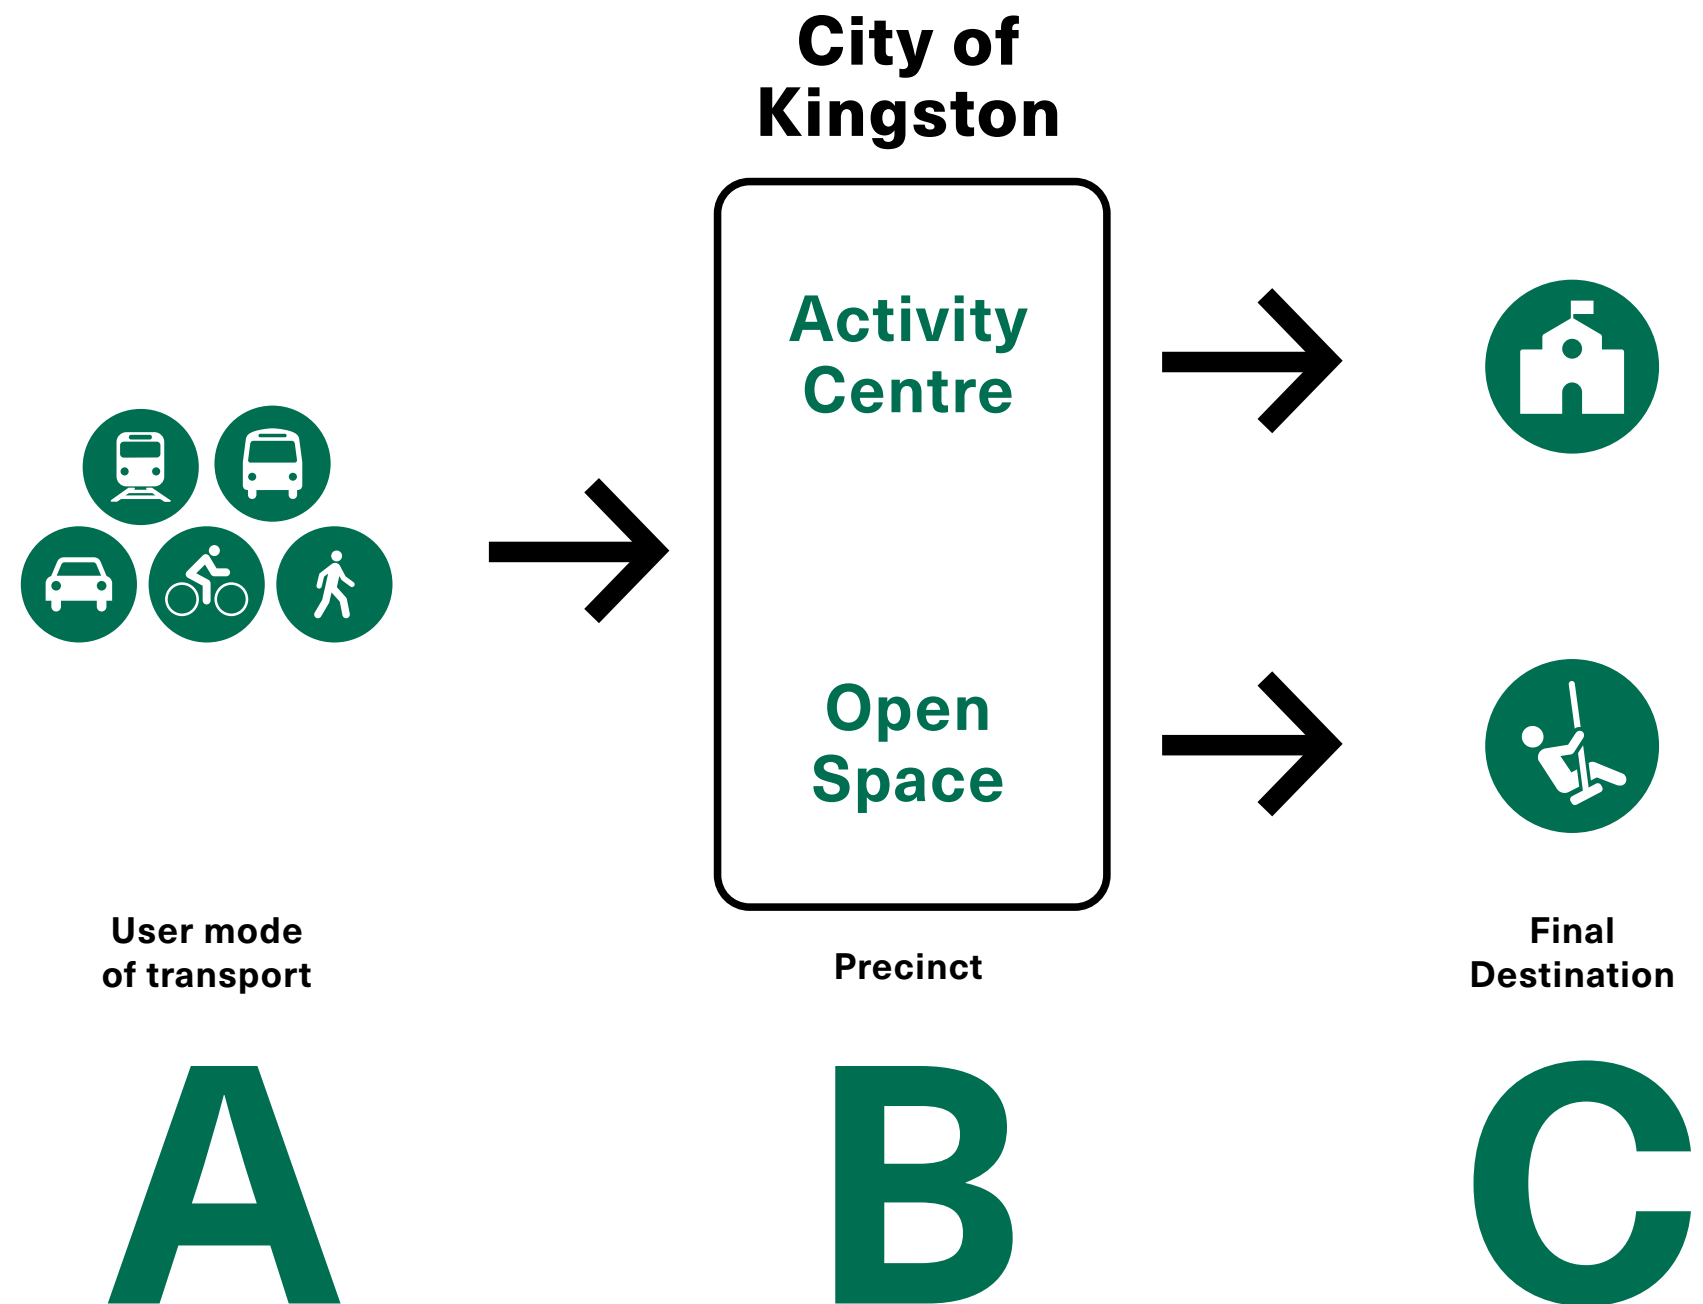 City of
Kingston
Activity
Centre
Open
Space
User mode
of transport
Precinct
Final
Destination
A
B
C